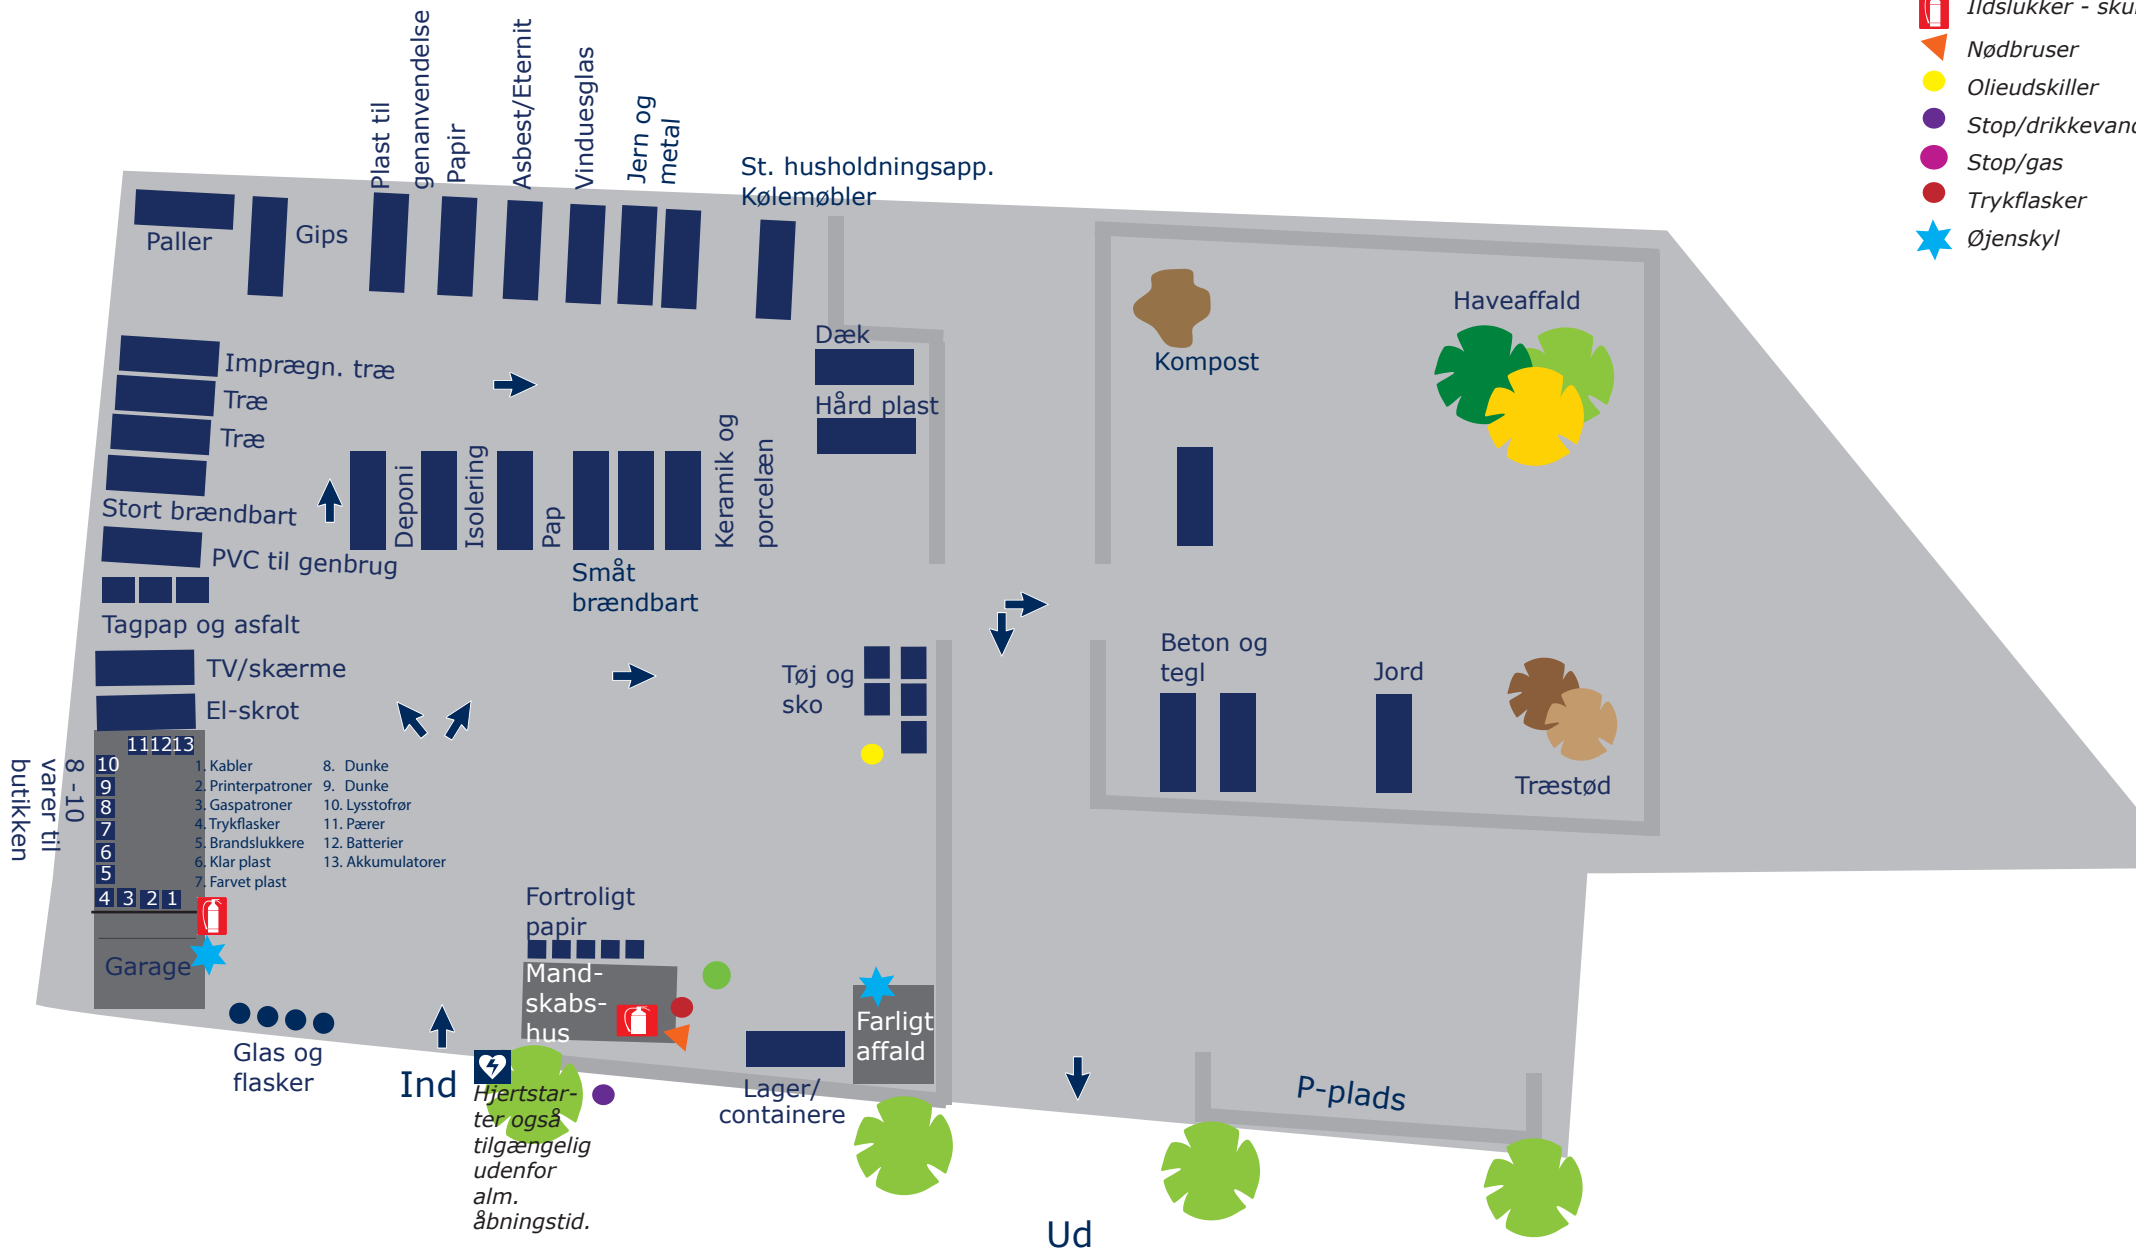 Ildslukker - skum
Nødbruser
Olieudskiller
Stop/drikkevand
Stop/gas
Trykflasker
Øjenskyl
Plast til
genanvendelse
Papir
Asbest/Eternit
Vinduesglas
Jern og
metal
St. husholdningsapp.
Kølemøbler
Paller
Gips
Imprægn. træ
Træ
Træ
Stort brændbart
PVC til genbrug
Tagpap og asfalt
TV/skærme
El-skrot
Deponi
Isolering
Pap
Småt
brændbart
Keramik og
porcelæn
Dæk
Hård plast
Kompost
Haveaffald
Tøj og
sko
Beton og
tegl
Jord
Træstød
8 -10
varer til
butikken
11 12 13
10
9
8
7
6
5
4 3 2 1
1. Kabler
2. Printerpatroner
3. Gaspatroner
4. Trykflasker
5. Brandslukkere
6. Klar plast
7. Farvet plast
8. Dunke
9. Dunke
10. Lysstofrør
11. Pærer
12. Batterier
13. Akkumulatorer
Garage
Glas og
flasker
Fortroligt
papir
Mand-
skabs-
hus
Ind
Hjertstar-
ter også
tilgængelig
udenfor
alm.
åbningstid.
Lager/
containere
Farligt
affald
P-plads
Ud